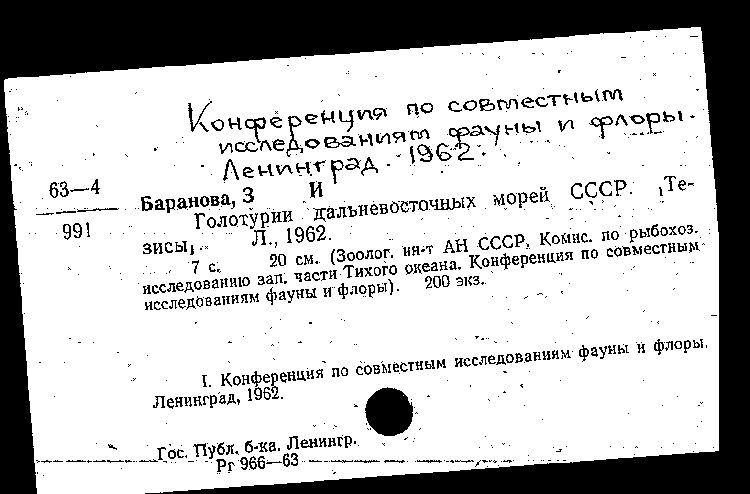 Конференция по совместным
исследованиям фауны и флоры.
Ленинград. 1962.
63—4
991
Баранова, З И
Голотурии дальневосточных морей СССР. Те-
зисы. Л., 1962.
7 с. 20 см. (Зоолог. ин-т АН СССР, Комис. по рыбохоз.
исследованию зап. части Тихого океана. Конференция по совместным
исследованиям фауны и флоры). 200 экз.
I. Конференция по совместным исследованиям фауны и флоры.
Ленинград, 1962.
Гос. Публ. б-ка. Ленингр.
Рг 966—63